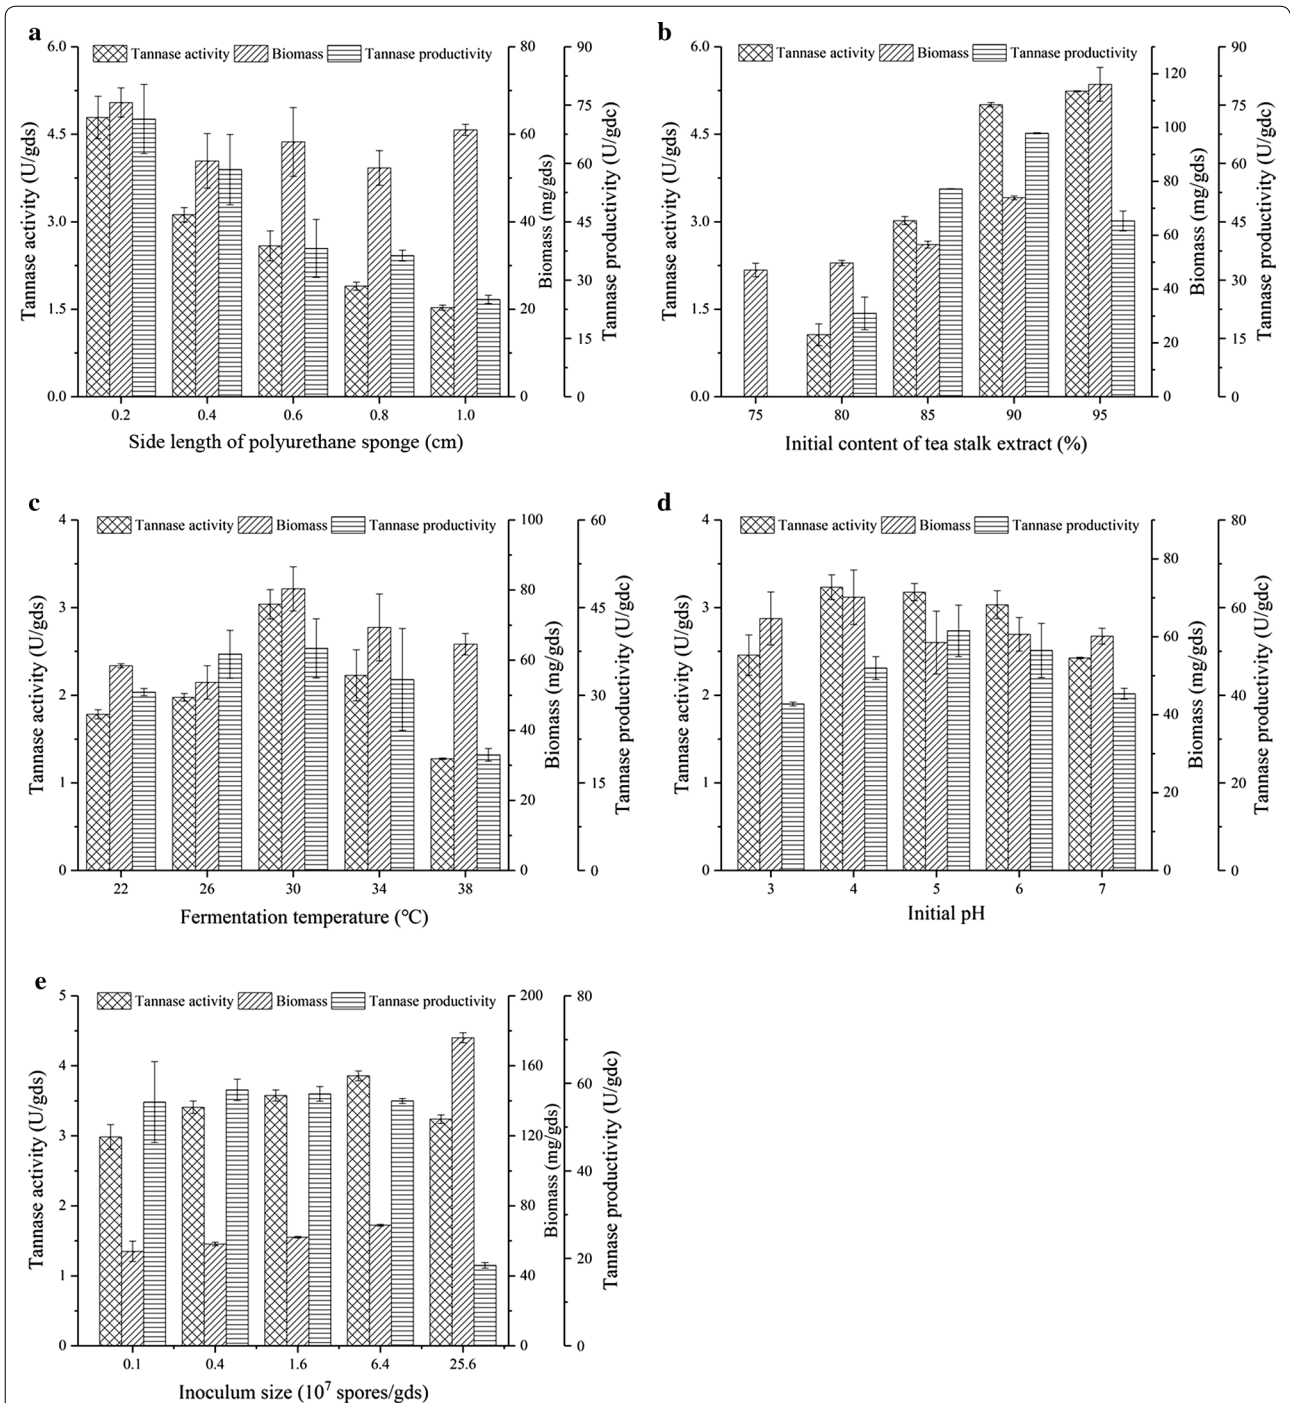 a
Tannase activity Biomass Tannase productivity
Tannase activity (U/gds)
6.0
4.5
3.0
1.5
0.0
0.2 0.4 0.6 0.8 1.0
Side length of polyurethane sponge (cm)
80
60
40
20
0
Biomass (mg/gds)
90
75
60
45
30
15
0
Tannase productivity (U/gdc)
b
Tannase activity Biomass Tannase productivity
Tannase activity (U/gds)
6.0
4.5
3.0
1.5
0.0
75 80 85 90 95
Initial content of tea stalk extract (%)
120
100
80
60
40
20
0
Biomass (mg/gds)
90
75
60
45
30
15
0
Tannase productivity (U/gdc)
c
Tannase activity Biomass Tannase productivity
Tannase activity (U/gds)
4
3
2
1
0
22 26 30 34 38
Fermentation temperature (℃)
100
80
60
40
20
0
Biomass (mg/gds)
60
45
30
15
0
Tannase productivity (U/gdc)
d
Tannase activity Biomass Tannase productivity
Tannase activity (U/gds)
4
3
2
1
0
3 4 5 6 7
Initial pH
80
60
40
20
0
Biomass (mg/gds)
80
60
40
20
0
Tannase productivity (U/gdc)
e
Tannase activity Biomass Tannase productivity
Tannase activity (U/gds)
5
4
3
2
1
0
0.1 0.4 1.6 6.4 25.6
Inoculum size (10⁷ spores/gds)
200
160
120
80
40
0
Biomass (mg/gds)
80
60
40
20
0
Tannase productivity (U/gdc)